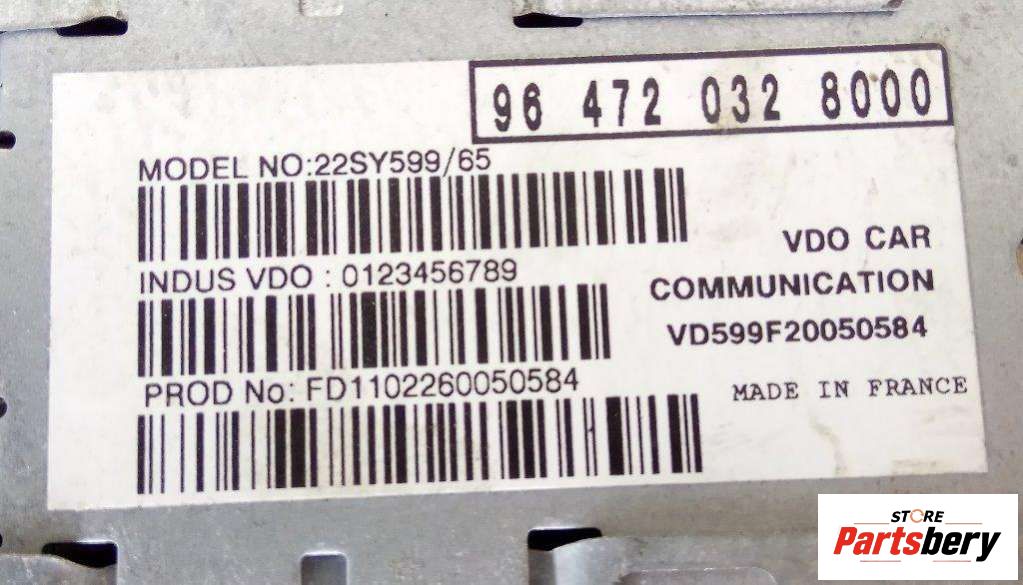 96 472 032 8000
MODEL NO:22SY599/65
VDO CAR
COMMUNICATION
INDUS VDO : 0123456789
VD599F20050584
PROD No: FD1102260050584
MADE IN FRANCE
STORE
Partsbery